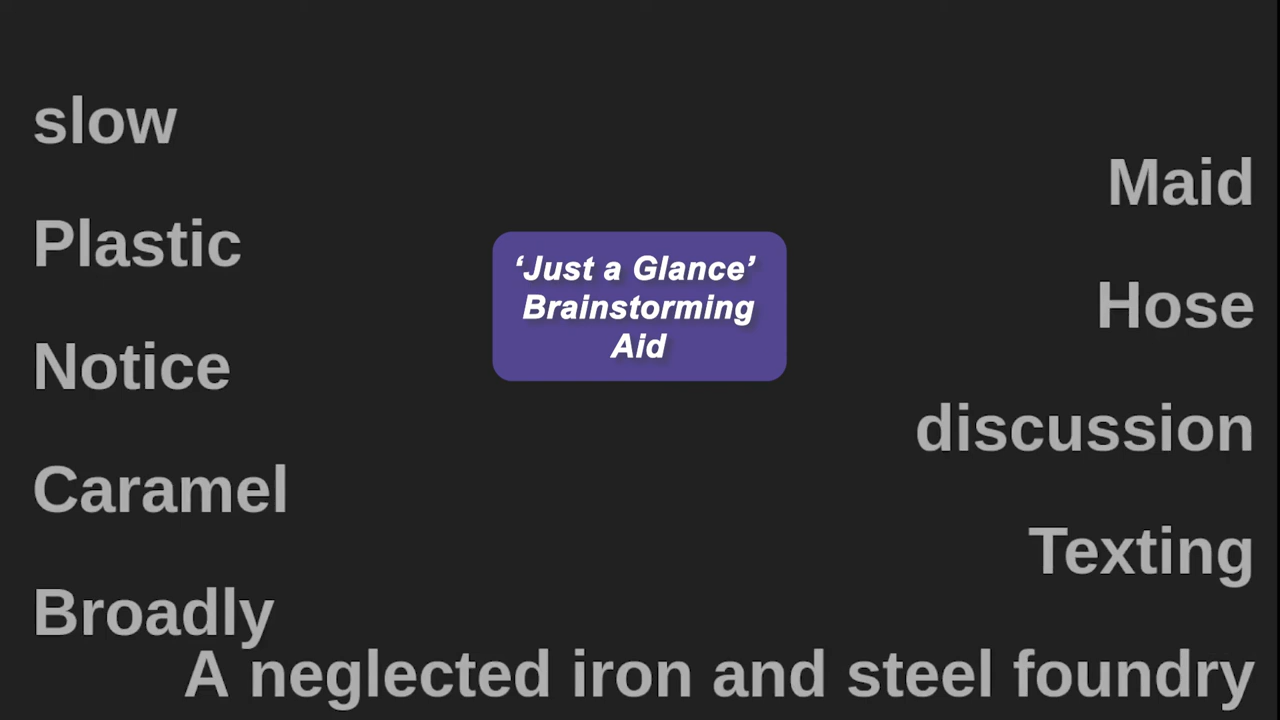 slow
Maid
Plastic
‘Just a Glance’
Brainstorming
Aid
Hose
Notice
discussion
Caramel
Texting
Broadly
A neglected iron and steel foundry